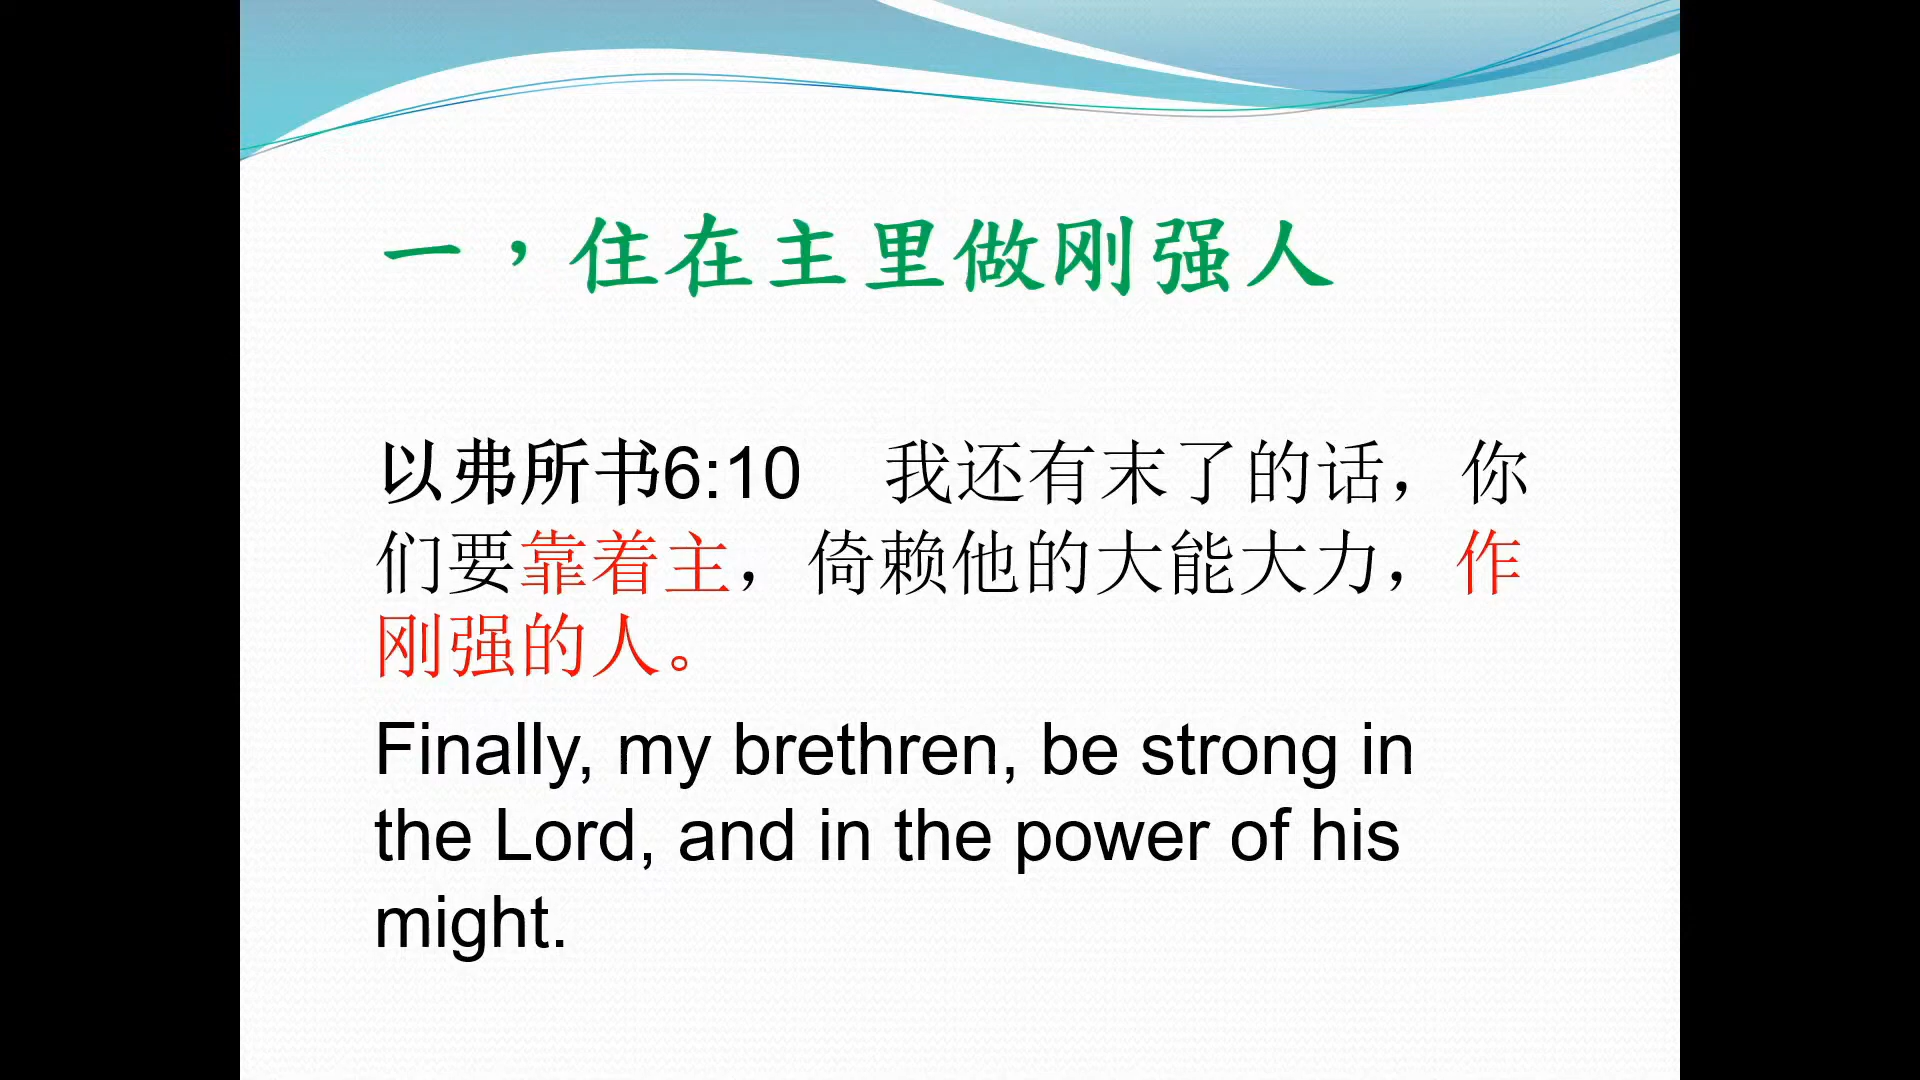 一，住在主里做刚强人
以弗所书6:10 我还有末了的话，你
们要靠着主，倚赖他的大能大力，作
刚强的人。
Finally, my brethren, be strong in
the Lord, and in the power of his
might.